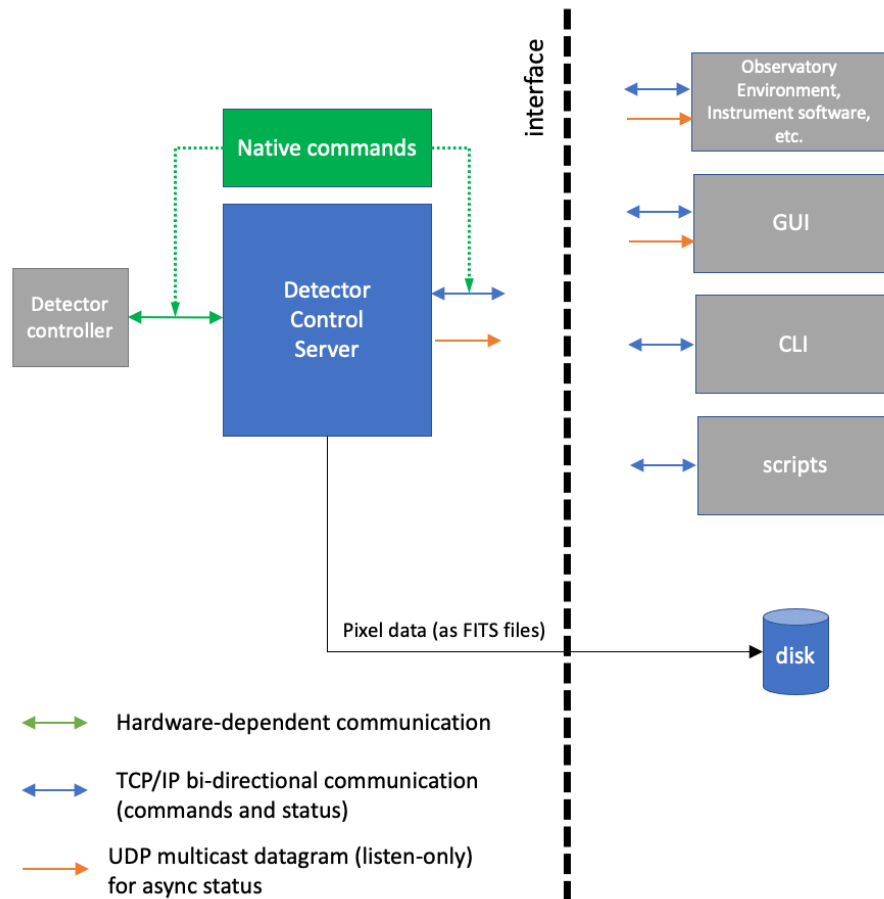 interface
Observatory
Environment,
Instrument software,
etc.
Native commands
GUI
Detector
controller
Detector
Control
Server
CLI
scripts
Pixel data (as FITS files)
disk
Hardware-dependent communication
TCP/IP bi-directional communication
(commands and status)
UDP multicast datagram (listen-only)
for async status